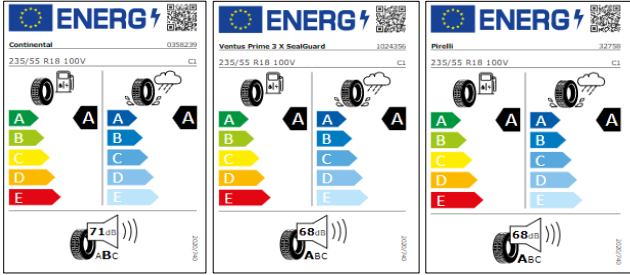 ENERG
Continental 0358239
235/55 R18 100V C1
A A A A
B B
C C
D D
E E
71dB
ABC
2020/740
ENERG
Ventus Prime 3 X SealGuard 1024356
235/55 R18 100V C1
A A A A
B B
C C
D D
E E
68dB
ABC
2020/740
ENERG
Pirelli 32758
235/55 R18 100V C1
A A A A
B B
C C
D D
E E
68dB
ABC
2020/740